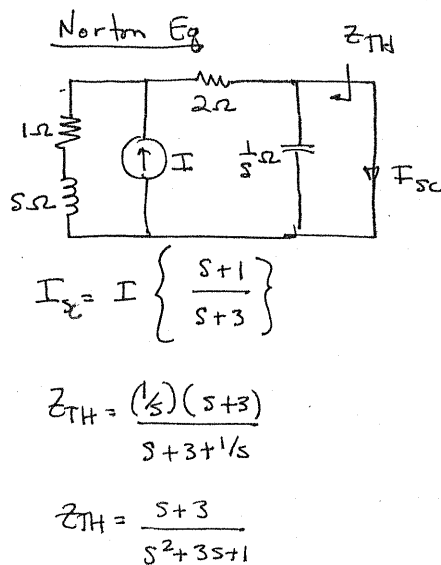 Norton Eq
Z_TH
2Ω
1Ω
I
1/s Ω
I_SC
SΩ
I_SC = I { S+1 / S+3 }
Z_TH = (1/s)(s+3) / S+3+1/s
Z_TH = S+3 / S²+3S+1